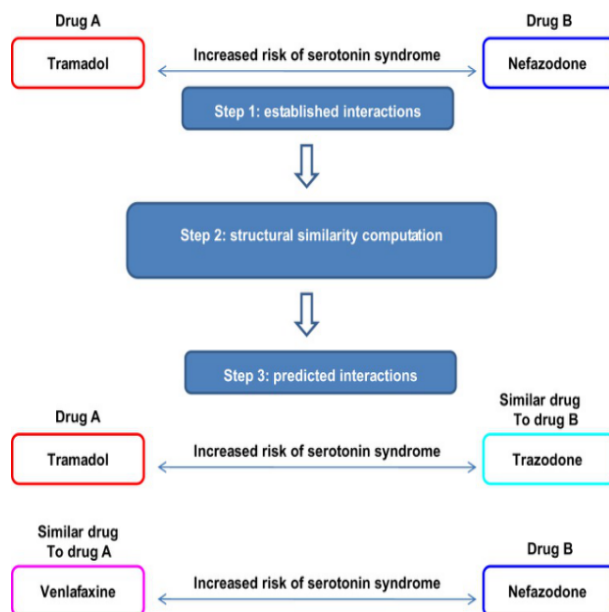 Drug A
Drug B
Tramadol
Increased risk of serotonin syndrome
Nefazodone
Step 1: established interactions
Step 2: structural similarity computation
Step 3: predicted interactions
Drug A
Similar drug
To drug B
Tramadol
Increased risk of serotonin syndrome
Trazodone
Similar drug
To drug A
Drug B
Venlafaxine
Increased risk of serotonin syndrome
Nefazodone